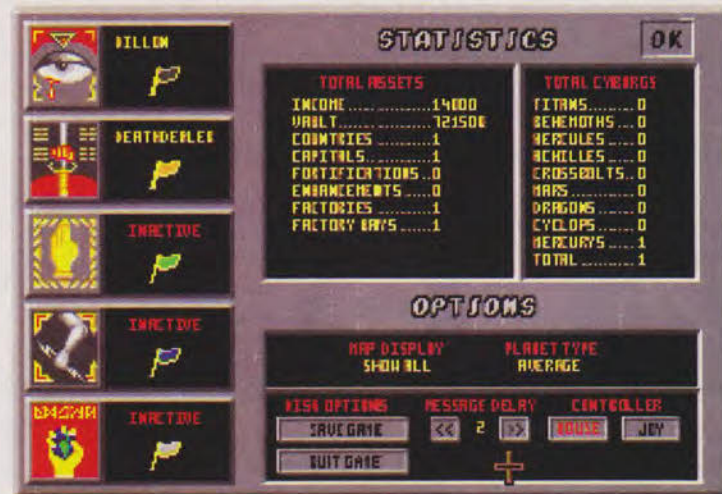 DILLON
DEATHDEALER
INACTIVE
INACTIVE
INACTIVE
STATISTICS
OK
TOTAL ASSETS
INCOME................14000
VAULT.................721500
COUNTRIES.........1
CAPITALS............1
FORTIFICATIONS..0
ENHANCEMENTS....0
FACTORIES..........1
FACTORY BAYS......1
TOTAL CYBORGS
TITANS........0
BEHEMOTHS...0
HERCULES....0
ACHILLES....0
CROSSBOLTS..0
MARS..........0
DRAGONS......0
CYCLOPS......0
MERCURYS....1
TOTAL...........1
OPTIONS
MAP DISPLAY
SHOW ALL
PLANET TYPE
AVERAGE
DISK OPTIONS
SAVE GAME
QUIT GAME
MESSAGE DELAY
<< 2 >>
CONTROLLER
MOUSE JOY